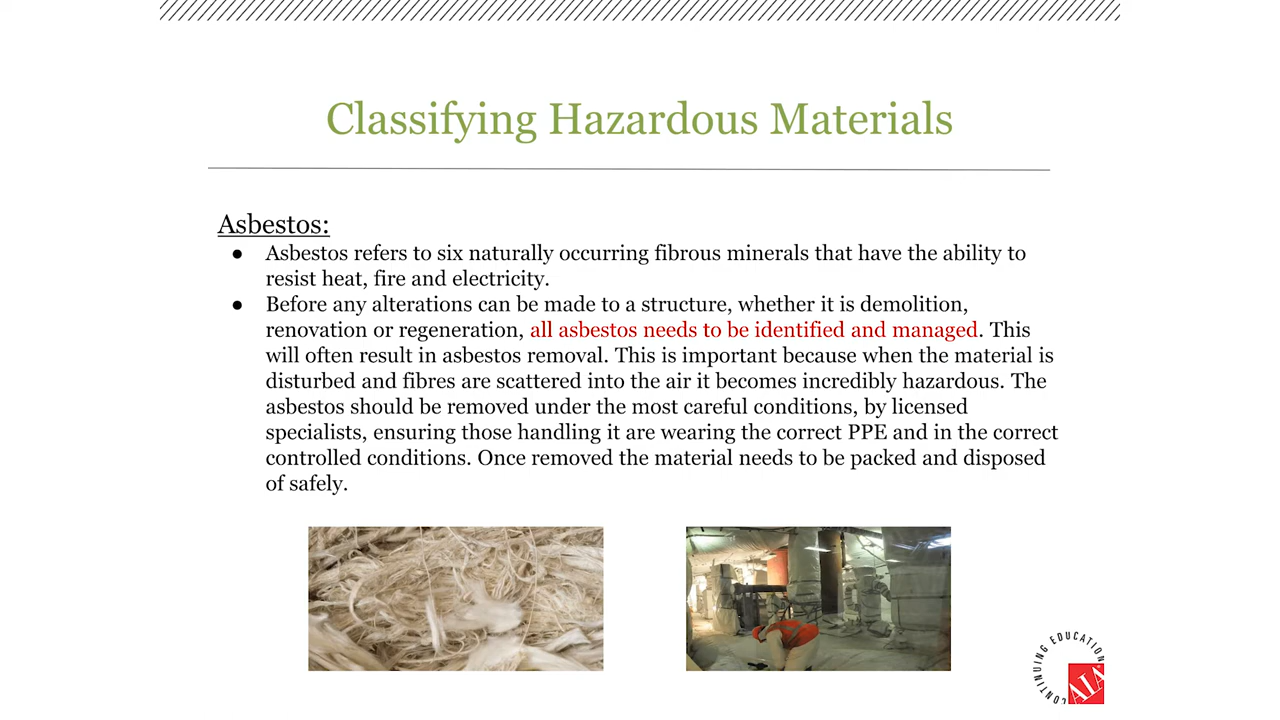 Classifying Hazardous Materials
Asbestos:
● Asbestos refers to six naturally occurring fibrous minerals that have the ability to
resist heat, fire and electricity.
● Before any alterations can be made to a structure, whether it is demolition,
renovation or regeneration, all asbestos needs to be identified and managed. This
will often result in asbestos removal. This is important because when the material is
disturbed and fibres are scattered into the air it becomes incredibly hazardous. The
asbestos should be removed under the most careful conditions, by licensed
specialists, ensuring those handling it are wearing the correct PPE and in the correct
controlled conditions. Once removed the material needs to be packed and disposed
of safely.
CONTINUING EDUCATION
AIA